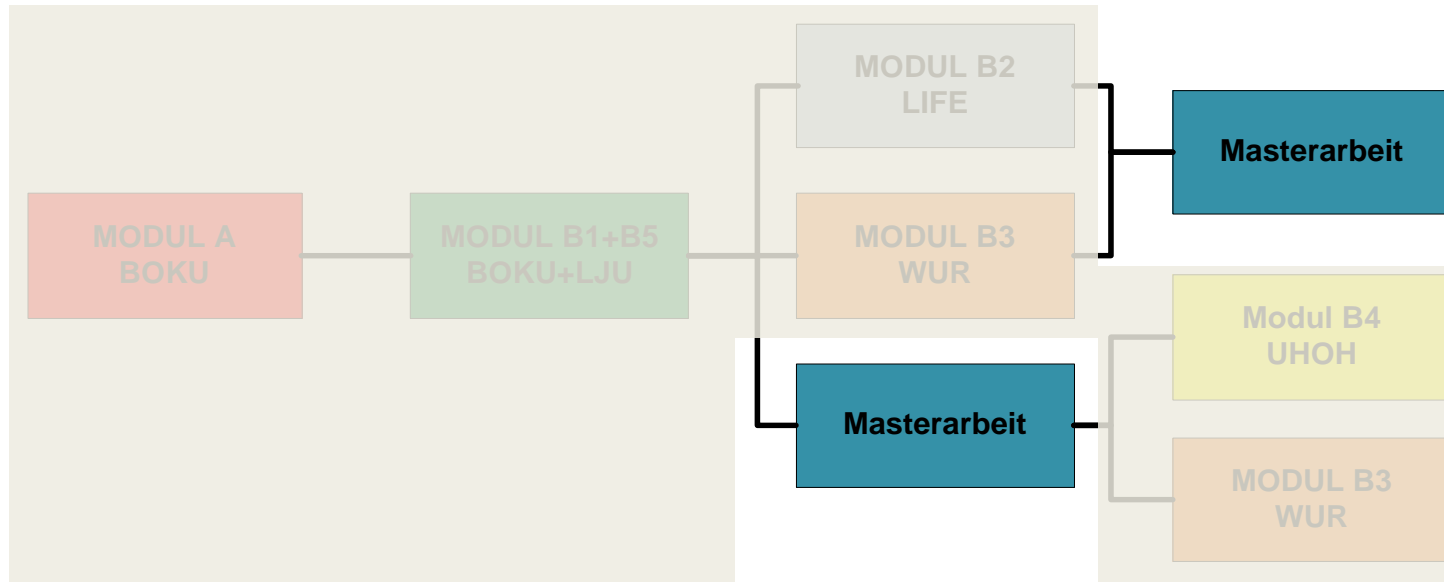 MODUL A
BOKU
MODUL B1+B5
BOKU+LJU
MODUL B2
LIFE
MODUL B3
WUR
Masterarbeit
Masterarbeit
Modul B4
UHOH
MODUL B3
WUR